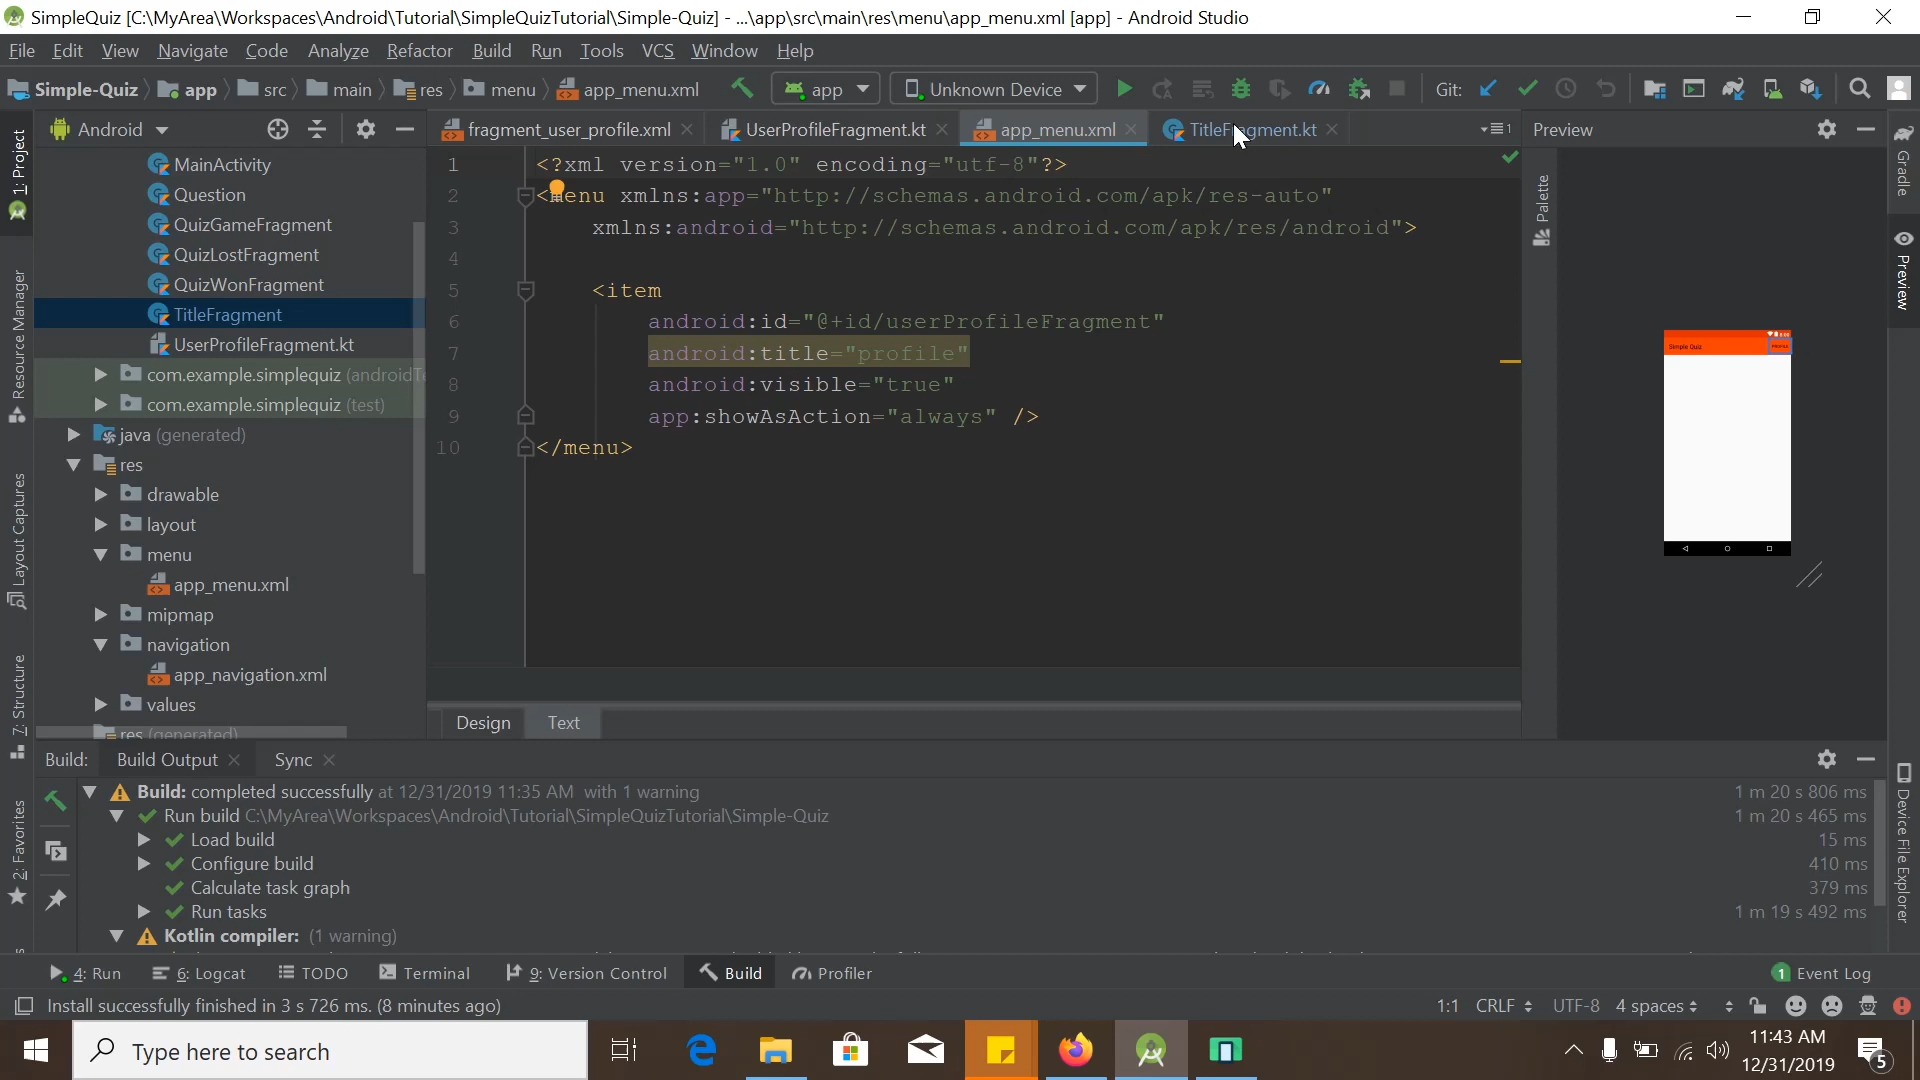 SimpleQuiz [C:\MyArea\Workspaces\Android\Tutorial\SimpleQuizTutorial\Simple-Quiz] - ...\app\src\main\res\menu\app_menu.xml [app] - Android Studio
File Edit View Navigate Code Analyze Refactor Build Run Tools VCS Window Help
Simple-Quiz app src main res menu app_menu.xml app Unknown Device Git:
Android
fragment_user_profile.xml UserProfileFragment.kt app_menu.xml TitleFragment.kt 1 Preview
1: Project
Resource Manager
Layout Captures
7: Structure
2: Favorites
MainActivity
Question
QuizGameFragment
QuizLostFragment
QuizWonFragment
TitleFragment
UserProfileFragment.kt
com.example.simplequiz (androidTe
com.example.simplequiz (test)
java (generated)
res
drawable
layout
menu
app_menu.xml
mipmap
navigation
app_navigation.xml
values
res (generated)
1 <?xml version="1.0" encoding="utf-8"?>
2 <menu xmlns:app="http://schemas.android.com/apk/res-auto"
3 xmlns:android="http://schemas.android.com/apk/res/android">
4
5 <item
6 android:id="@+id/userProfileFragment"
7 android:title="profile"
8 android:visible="true"
9 app:showAsAction="always" />
10 </menu>
Design Text
Palette
Simple Quiz
Gradle
Preview
Device File Explorer
Build: Build Output Sync
Build: completed successfully at 12/31/2019 11:35 AM with 1 warning 1 m 20 s 806 ms
Run build C:\MyArea\Workspaces\Android\Tutorial\SimpleQuizTutorial\Simple-Quiz 1 m 20 s 465 ms
Load build 15 ms
Configure build 410 ms
Calculate task graph 379 ms
Run tasks 1 m 19 s 492 ms
Kotlin compiler: (1 warning)
4: Run 6: Logcat TODO Terminal 9: Version Control Build Profiler 1 Event Log
Install successfully finished in 3 s 726 ms. (8 minutes ago) 1:1 CRLF UTF-8 4 spaces
Type here to search
11:43 AM
12/31/2019
5